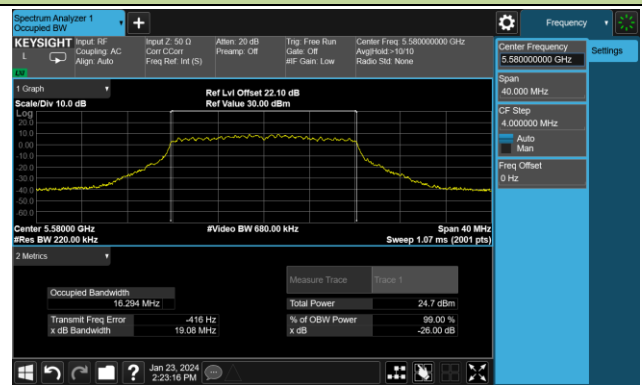 Spectrum Analyzer 1
Occupied BW
+
Frequency
KEYSIGHT
L
LXI
Input: RF
Coupling: AC
Align: Auto
Input Z: 50 Ω
Corr CCorr
Freq Ref: Int (S)
Atten: 20 dB
Preamp: Off
Trig: Free Run
Gate: Off
#IF Gain: Low
Center Freq: 5.580000000 GHz
Avg|Hold:>10/10
Radio Std: None
Center Frequency
5.580000000 GHz
Settings
Span
40.000 MHz
CF Step
4.000000 MHz
Auto
Man
Freq Offset
0 Hz
1 Graph
Scale/Div 10.0 dB
Ref Lvl Offset 22.10 dB
Ref Value 30.00 dBm
Log
20.0
10.0
0.00
-10.0
-20.0
-30.0
-40.0
-50.0
-60.0
Center 5.58000 GHz
#Res BW 220.00 kHz
#Video BW 680.00 kHz
Span 40 MHz
Sweep 1.07 ms (2001 pts)
2 Metrics
Measure Trace
Trace 1
Occupied Bandwidth
16.294 MHz
Total Power
24.7 dBm
Transmit Freq Error
-416 Hz
% of OBW Power
99.00 %
x dB Bandwidth
19.08 MHz
x dB
-26.00 dB
?
Jan 23, 2024
2:23:16 PM